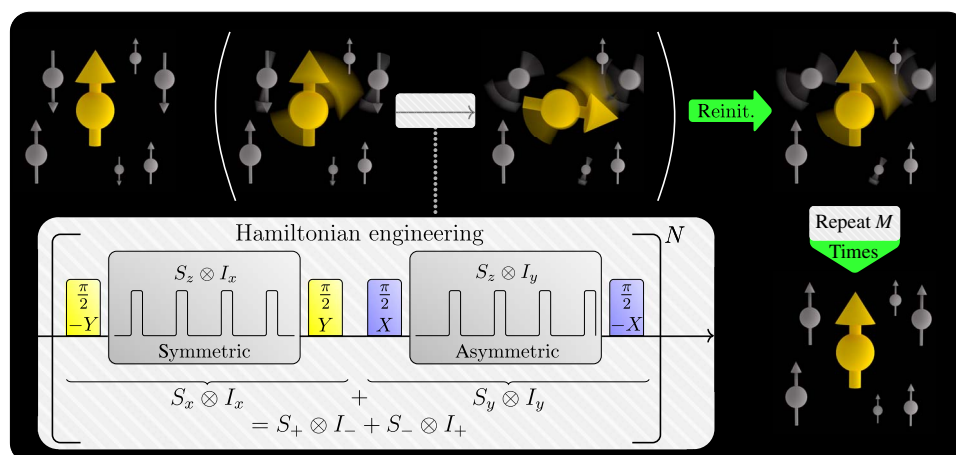 Reinit.
Repeat M
Times
Hamiltonian engineering
N
S_z ⊗ I_x
S_z ⊗ I_y
π/2
−Y
π/2
Y
π/2
X
π/2
−X
Symmetric
Asymmetric
S_x ⊗ I_x + S_y ⊗ I_y
= S_+ ⊗ I_− + S_− ⊗ I_+